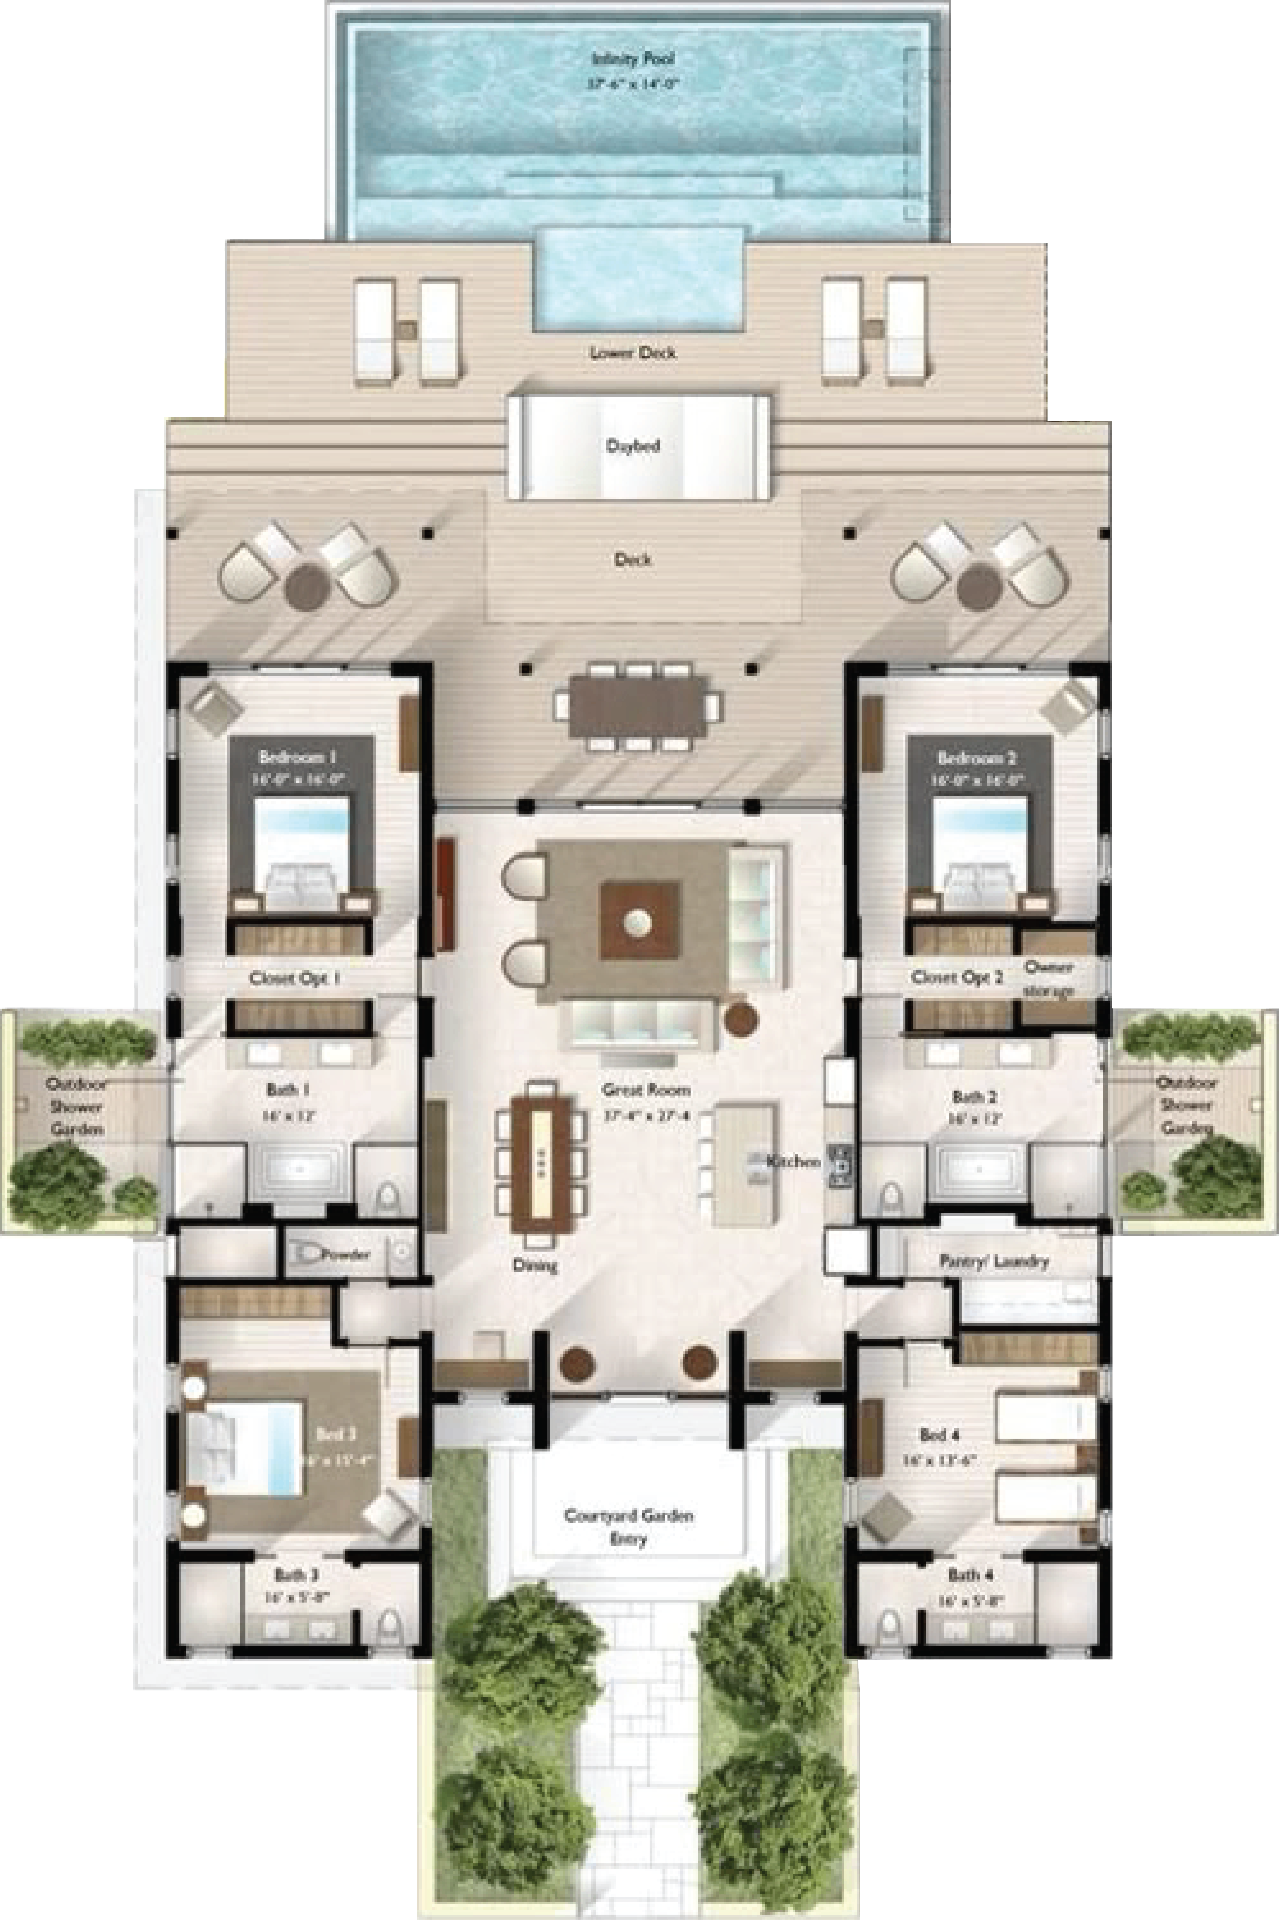 Infinity Pool
37'-6" x 14'-0"
Lower Deck
Daybed
Deck
Bedroom 1
16'-0" x 16'-0"
Bedroom 2
16'-0" x 16'-0"
Closet Opt 1
Closet Opt 2
Owner
storage
Outdoor
Shower
Garden
Bath 1
16' x 12'
Great Room
37'-4" x 27'-4
Bath 2
16' x 12'
Outdoor
Shower
Garden
Kitchen
Powder
Dining
Pantry/ Laundry
Bed 3
16' x 15'-4"
Bed 4
16' x 13'-6"
Courtyard Garden
Entry
Bath 3
16' x 5'-8"
Bath 4
16' x 5'-8"